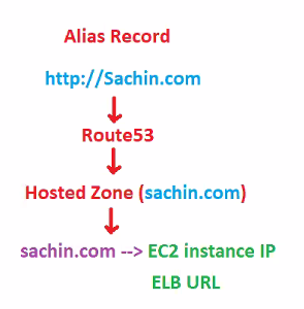 Alias Record
http://Sachin.com
Route53
Hosted Zone (sachin.com)
sachin.com --> EC2 instance IP
ELB URL